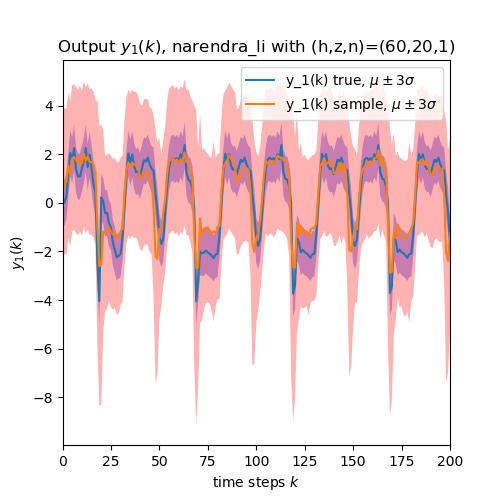 Output y₁(k), narendra_li with (h,z,n)=(60,20,1)
y_1(k) true, μ ± 3σ
y_1(k) sample, μ ± 3σ
y₁(k)
4
2
0
−2
−4
−6
−8
0 25 50 75 100 125 150 175 200
time steps k